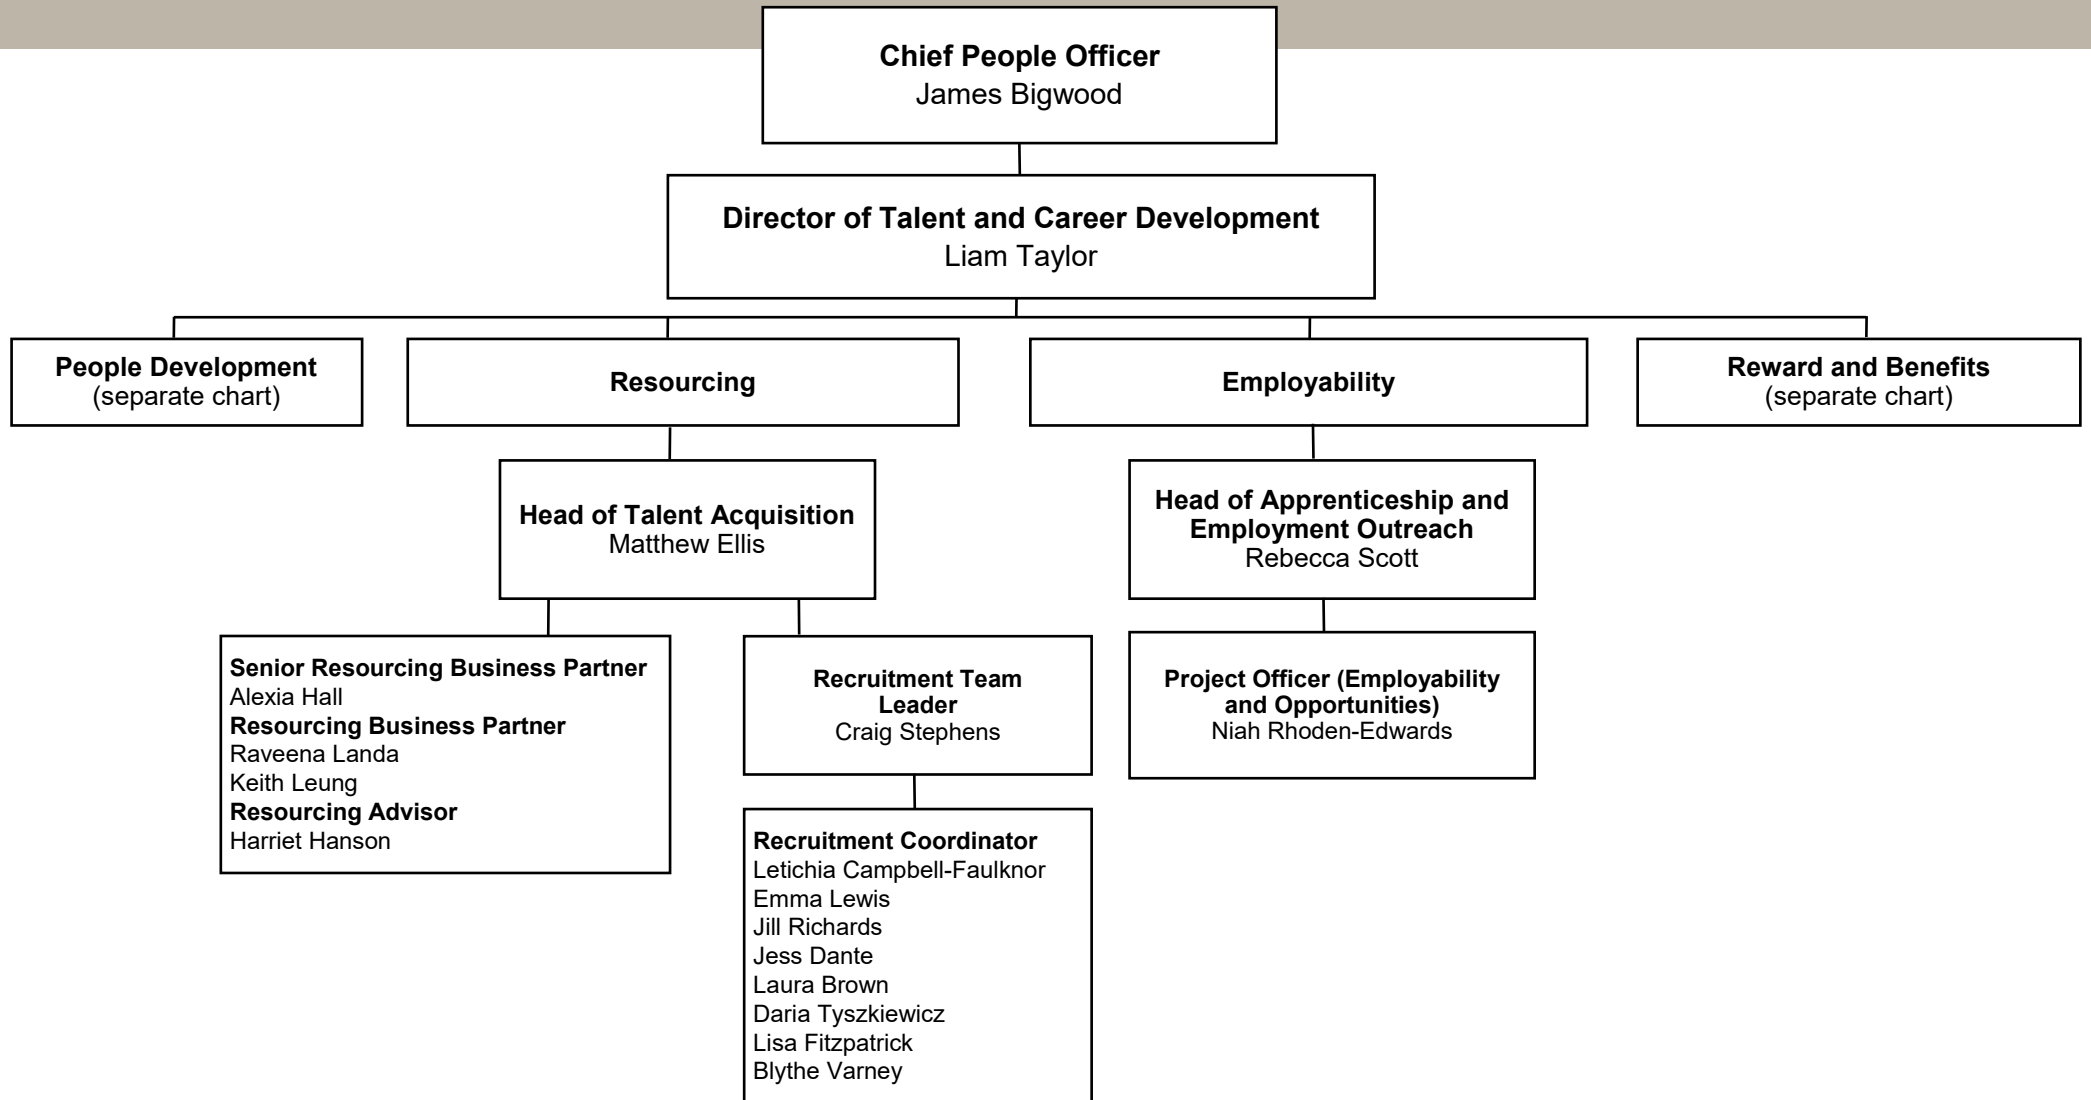 Chief People Officer
James Bigwood
Director of Talent and Career Development
Liam Taylor
People Development
(separate chart)
Resourcing
Employability
Reward and Benefits
(separate chart)
Head of Talent Acquisition
Matthew Ellis
Head of Apprenticeship and
Employment Outreach
Rebecca Scott
Senior Resourcing Business Partner
Alexia Hall
Resourcing Business Partner
Raveena Landa
Keith Leung
Resourcing Advisor
Harriet Hanson
Recruitment Team
Leader
Craig Stephens
Project Officer (Employability
and Opportunities)
Niah Rhoden-Edwards
Recruitment Coordinator
Letichia Campbell-Faulknor
Emma Lewis
Jill Richards
Jess Dante
Laura Brown
Daria Tyszkiewicz
Lisa Fitzpatrick
Blythe Varney